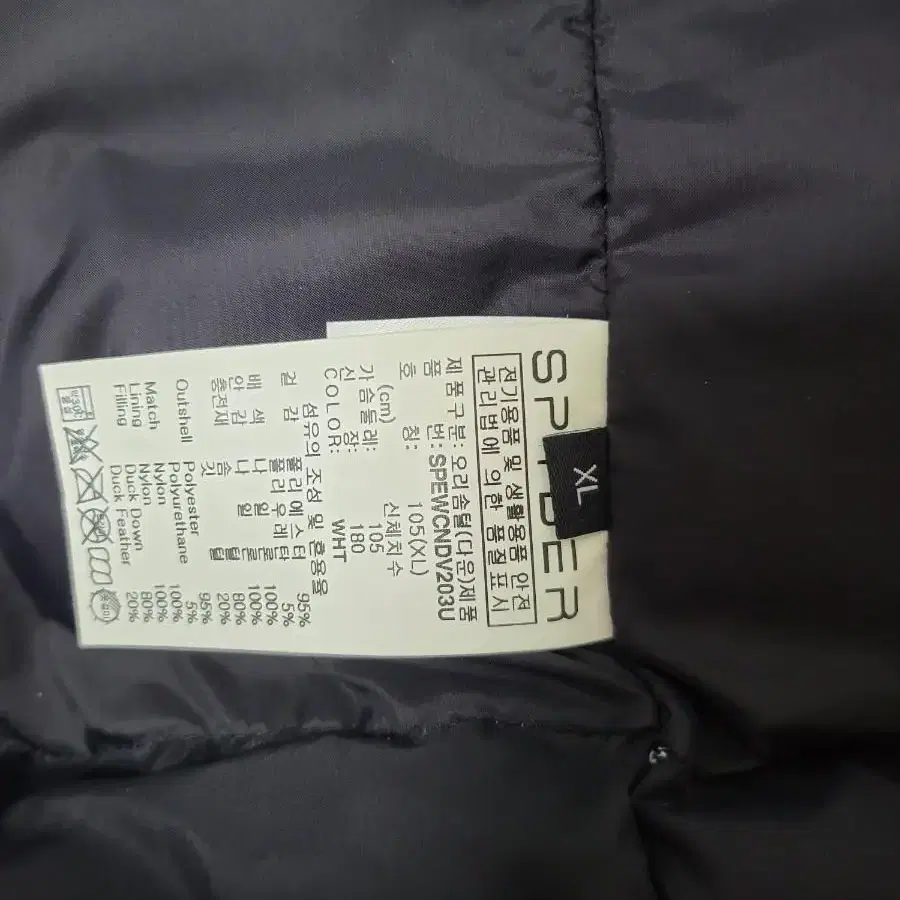 SPYDER
XL
전기용품 및 생활용품 안전
관리법에 의한 품질표시
제품구분: 오리솜털(다운)제품
품 번: SPEWCNDV203U
호 칭: 105(XL)
(cm) 신체치수
가슴둘레: 105
신 장: 180
COLOR: WHT
섬유의 조성 및 혼용율
겉 감 폴리에스터 95%
폴리우레탄 5%
배 색 나일론 100%
안 감 나일론 100%
충전재 솜털 80%
깃털 20%
Outshell Polyester 95%
Polyurethane 5%
Match Nylon 100%
Lining Nylon 100%
Filling Duck Down 80%
Duck Feather 20%